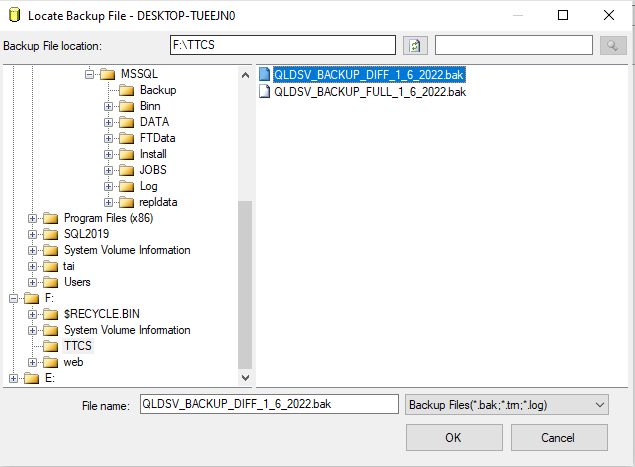 Locate Backup File - DESKTOP-TUEEJN0
Backup File location:
F:\TTCS
MSSQL
Backup
Binn
DATA
FTData
Install
JOBS
Log
repldata
Program Files (x86)
SQL2019
System Volume Information
tai
Users
F:
$RECYCLE.BIN
System Volume Information
TTCS
web
E:
QLDSV_BACKUP_DIFF_1_6_2022.bak
QLDSV_BACKUP_FULL_1_6_2022.bak
File name:
QLDSV_BACKUP_DIFF_1_6_2022.bak
Backup Files(*.bak;*.trn;*.log)
OK
Cancel